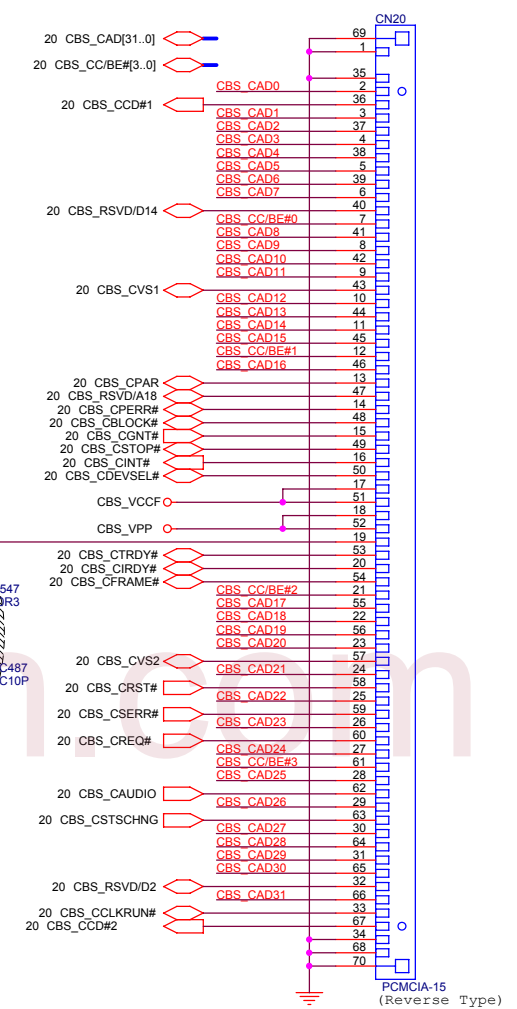 CN20
20 CBS_CAD[31..0] 69
1
20 CBS_CC/BE#[3..0]
35
CBS_CAD0 2
20 CBS_CCD#1 36
CBS_CAD1 3
CBS_CAD2 37
CBS_CAD3 4
CBS_CAD4 38
CBS_CAD5 5
CBS_CAD6 39
CBS_CAD7 6
20 CBS_RSVD/D14 40
CBS_CC/BE#0 7
CBS_CAD8 41
CBS_CAD9 8
CBS_CAD10 42
CBS_CAD11 9
20 CBS_CVS1 43
CBS_CAD12 10
CBS_CAD13 44
CBS_CAD14 11
CBS_CAD15 45
CBS_CC/BE#1 12
CBS_CAD16 46
20 CBS_CPAR 13
20 CBS_RSVD/A18 47
20 CBS_CPERR# 14
20 CBS_CBLOCK# 48
20 CBS_CGNT# 15
20 CBS_CSTOP# 49
20 CBS_CINT# 16
20 CBS_CDEVSEL# 50
17
CBS_VCCF 51
18
CBS_VPP 52
19
20 CBS_CTRDY# 53
20 CBS_CIRDY# 20
20 CBS_CFRAME# 54
547 CBS_CC/BE#2 21
0R3 CBS_CAD17 55
CBS_CAD18 22
CBS_CAD19 56
CBS_CAD20 23
20 CBS_CVS2 57
C487 CBS_CAD21 24
C10P 20 CBS_CRST# 58
CBS_CAD22 25
20 CBS_CSERR# 59
CBS_CAD23 26
20 CBS_CREQ# 60
CBS_CAD24 27
CBS_CC/BE#3 61
CBS_CAD25 28
20 CBS_CAUDIO 62
CBS_CAD26 29
20 CBS_CSTSCHNG 63
CBS_CAD27 30
CBS_CAD28 64
CBS_CAD29 31
CBS_CAD30 65
20 CBS_RSVD/D2 32
CBS_CAD31 66
20 CBS_CCLKRUN# 33
20 CBS_CCD#2 67
34
68
70
PCMCIA-15
(Reverse Type)
n.com